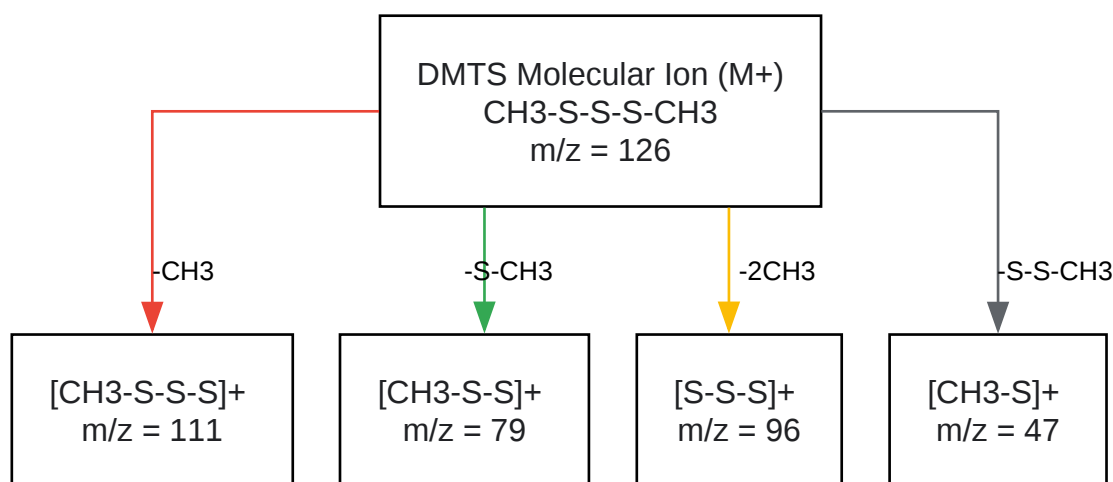 DMTS Molecular Ion (M+)
CH3-S-S-S-CH3
m/z = 126
-CH3
-S-CH3
-2CH3
-S-S-CH3
[CH3-S-S-S]+
m/z = 111
[CH3-S-S]+
m/z = 79
[S-S-S]+
m/z = 96
[CH3-S]+
m/z = 47